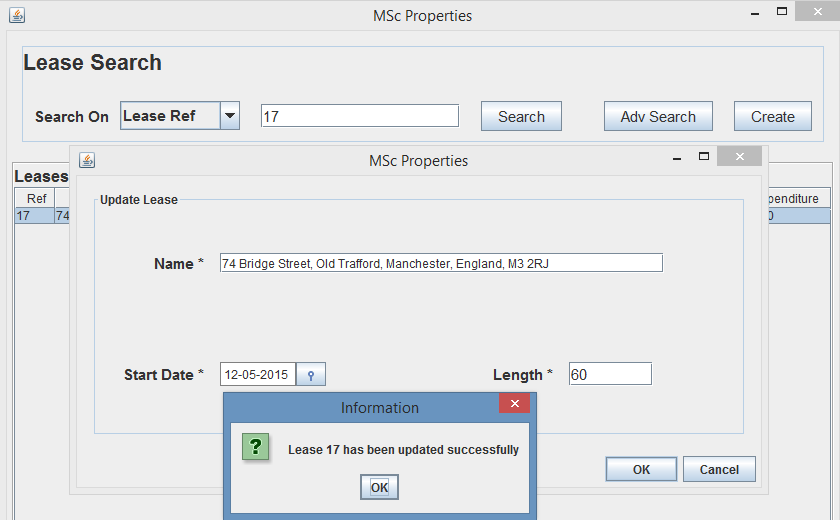 MSc Properties
Lease Search
Search On Lease Ref 17 Search Adv Search Create
MSc Properties
Leases
Ref
17 74
Update Lease
Name * 74 Bridge Street, Old Trafford, Manchester, England, M3 2RJ
Start Date * 12-05-2015 Length * 60
Information
? Lease 17 has been updated successfully
OK
OK Cancel